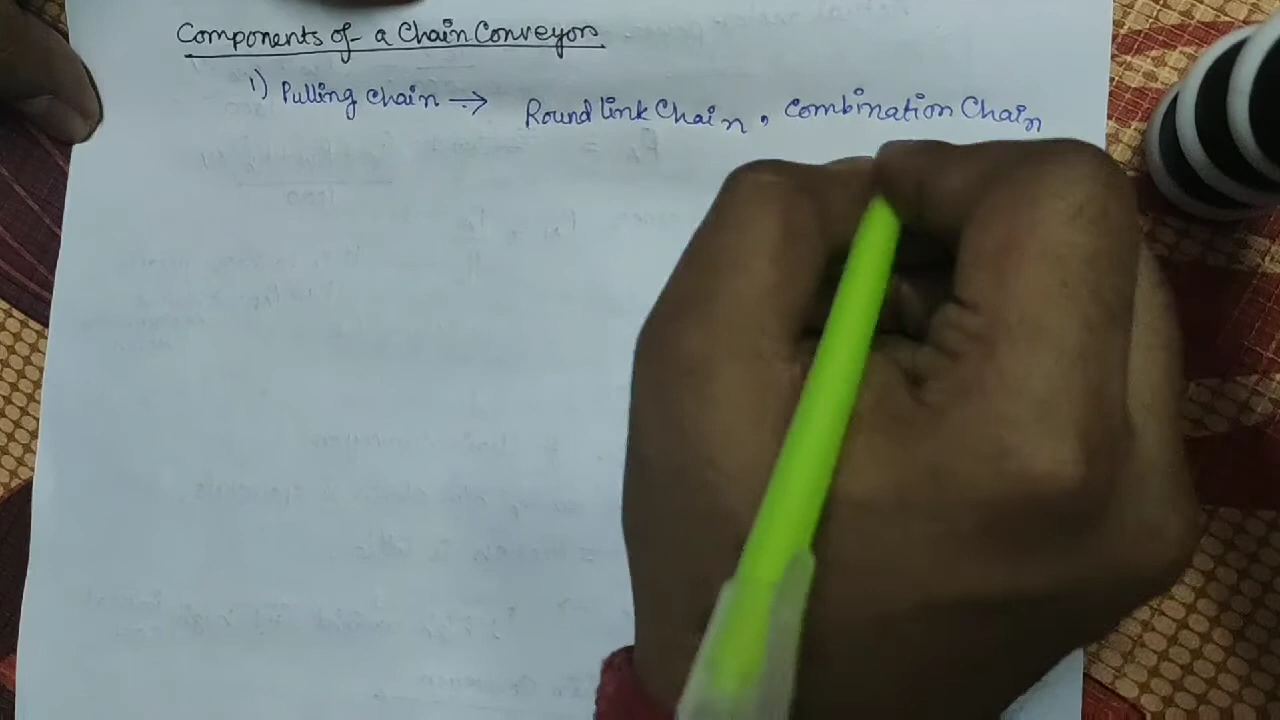 Components of a Chain Conveyor
1) Pulling chain → Round link Chain, Combination Chain